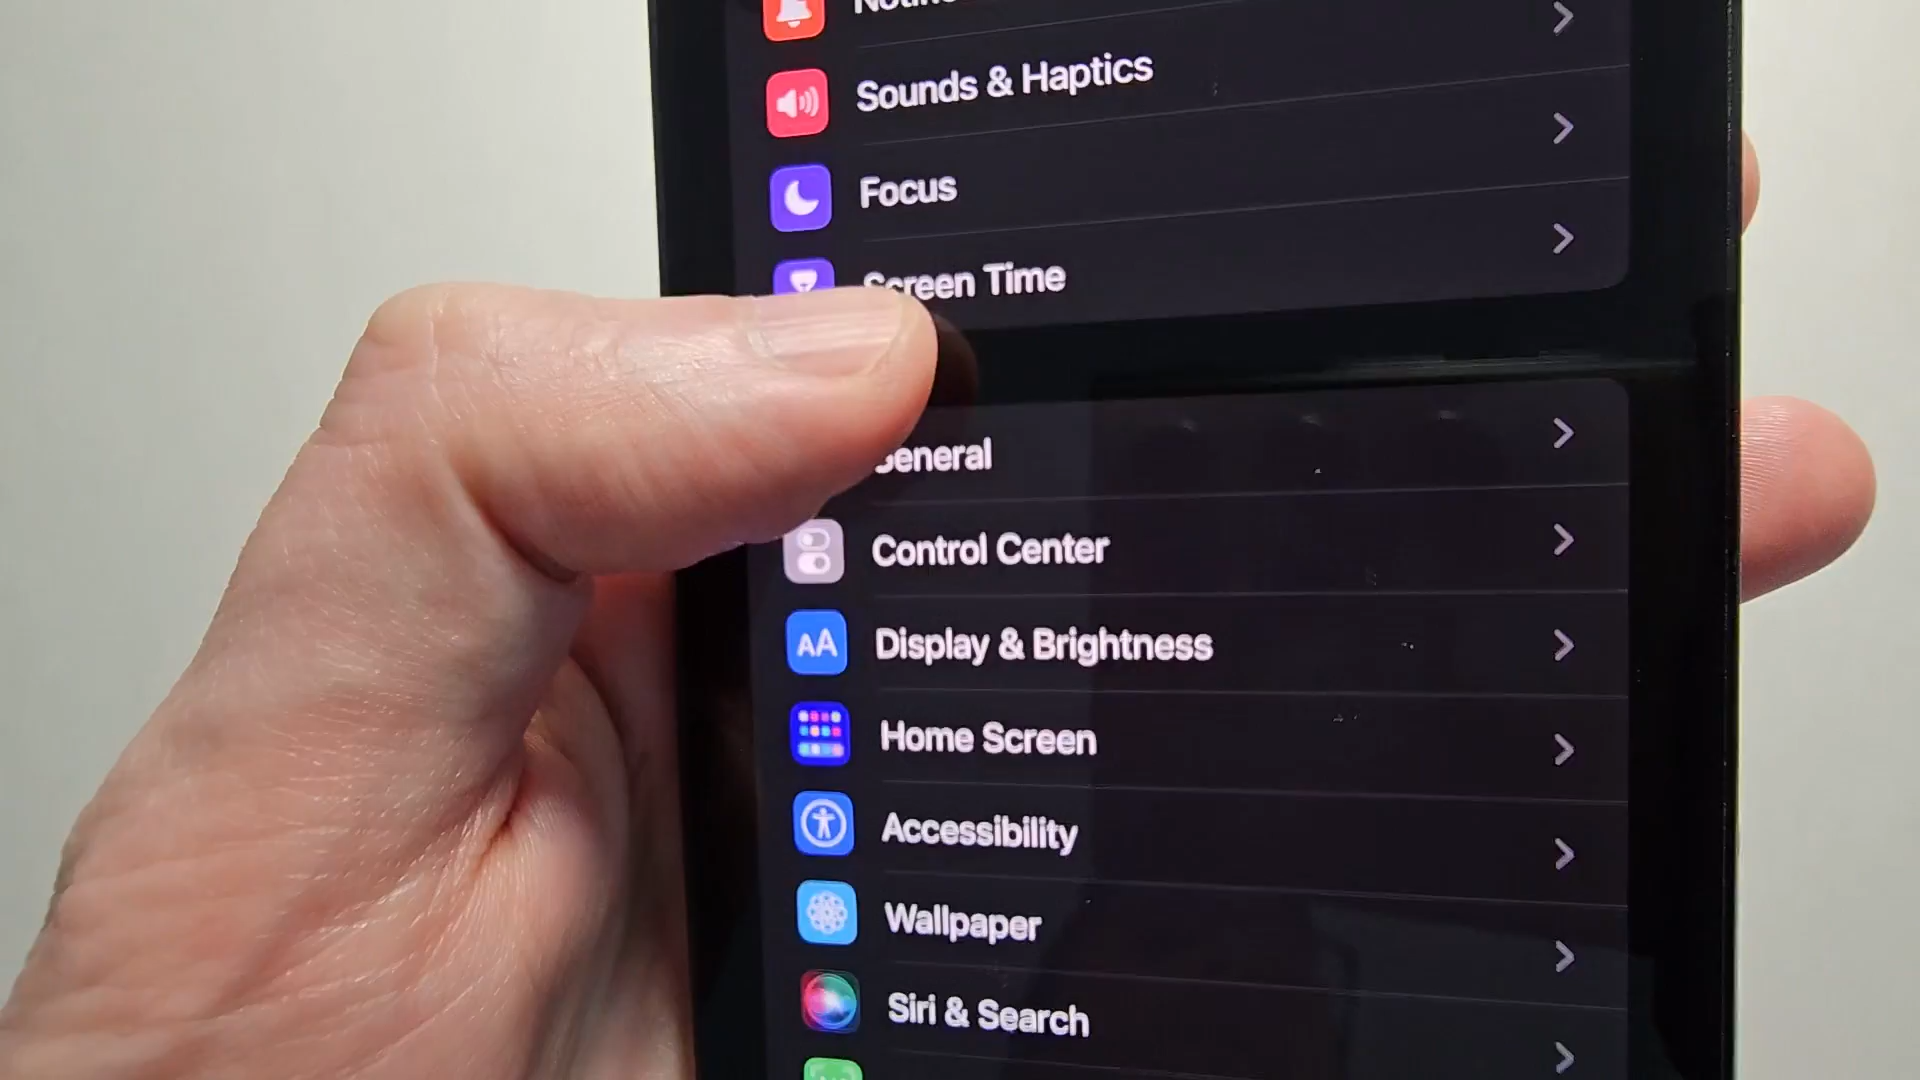 Sounds & Haptics
Focus
Screen Time
General
Control Center
AA
Display & Brightness
Home Screen
Accessibility
Wallpaper
Siri & Search